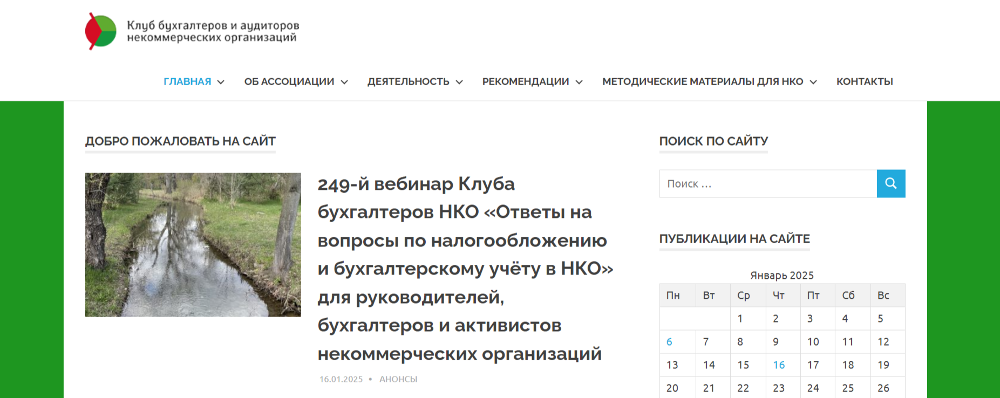 Клуб бухгалтеров и аудиторов
некоммерческих организаций
ГЛАВНАЯ ОБ АССОЦИАЦИИ ДЕЯТЕЛЬНОСТЬ РЕКОМЕНДАЦИИ МЕТОДИЧЕСКИЕ МАТЕРИАЛЫ ДЛЯ НКО КОНТАКТЫ
ДОБРО ПОЖАЛОВАТЬ НА САЙТ
249-й вебинар Клуба
бухгалтеров НКО «Ответы на
вопросы по налогообложению
и бухгалтерскому учёту в НКО»
для руководителей,
бухгалтеров и активистов
некоммерческих организаций
16.01.2025 • АНОНСЫ
ПОИСК ПО САЙТУ
Поиск …
ПУБЛИКАЦИИ НА САЙТЕ
Январь 2025
Пн Вт Ср Чт Пт Сб Вс
1 2 3 4 5
6 7 8 9 10 11 12
13 14 15 16 17 18 19
20 21 22 23 24 25 26